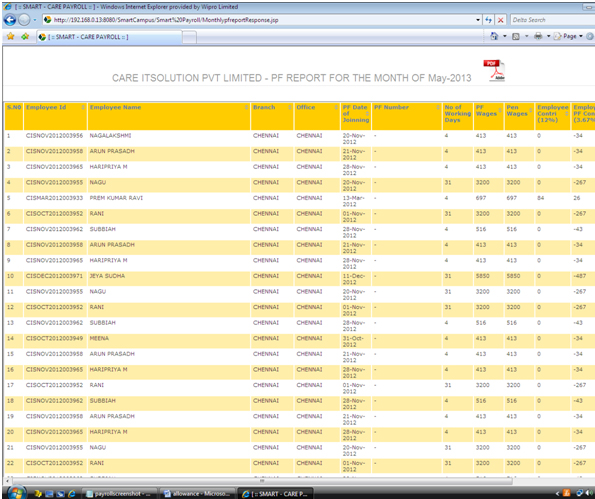 [ :: SMART - CARE PAYROLL :: ] - Windows Internet Explorer provided by Wipro Limited
http://192.168.0.13:8080/SmartCampus/Smart%20Payroll/MonthlypfreportResponse.jsp
Delta Search
[ :: SMART - CARE PAYROLL :: ]
Page
CARE ITSOLUTION PVT LIMITED - PF REPORT FOR THE MONTH OF May-2013
PDF
Adobe
S.N0 Employee Id Employee Name Branch Office PF Date of Joinning PF Number No of Working Days PF Wages Pen Wages Employee Contri (12%) Employ PF Con (3.67%
1 CISNOV2012003956 NAGALAKSHMI CHENNAI CHENNAI 20-Nov-2012 - 4 413 413 0 -34
2 CISNOV2012003958 ARUN PRASADH CHENNAI CHENNAI 21-Nov-2012 - 4 413 413 0 -34
3 CISNOV2012003965 HARIPRIYA M CHENNAI CHENNAI 28-Nov-2012 - 4 413 413 0 -34
4 CISNOV2012003955 NAGU CHENNAI CHENNAI 20-Nov-2012 - 31 3200 3200 0 -267
5 CISMAR2012003933 PREM KUMAR RAVI CHENNAI CHENNAI 13-Mar-2012 - 4 697 697 84 26
6 CISOCT2012003952 RANI CHENNAI CHENNAI 01-Nov-2012 - 31 3200 3200 0 -267
7 CISNOV2012003962 SUBBIAH CHENNAI CHENNAI 28-Nov-2012 - 4 516 516 0 -43
8 CISNOV2012003958 ARUN PRASADH CHENNAI CHENNAI 21-Nov-2012 - 4 413 413 0 -34
9 CISNOV2012003965 HARIPRIYA M CHENNAI CHENNAI 28-Nov-2012 - 4 413 413 0 -34
10 CISDEC2012003971 JEYA SUDHA CHENNAI CHENNAI 11-Dec-2012 - 31 5850 5850 0 -487
11 CISNOV2012003955 NAGU CHENNAI CHENNAI 20-Nov-2012 - 31 3200 3200 0 -267
12 CISOCT2012003952 RANI CHENNAI CHENNAI 01-Nov-2012 - 31 3200 3200 0 -267
13 CISNOV2012003962 SUBBIAH CHENNAI CHENNAI 28-Nov-2012 - 4 516 516 0 -43
14 CISOCT2012003949 MEENA CHENNAI CHENNAI 31-Oct-2012 - 4 413 413 0 -34
15 CISNOV2012003958 ARUN PRASADH CHENNAI CHENNAI 21-Nov-2012 - 4 413 413 0 -34
16 CISNOV2012003965 HARIPRIYA M CHENNAI CHENNAI 28-Nov-2012 - 4 413 413 0 -34
17 CISOCT2012003952 RANI CHENNAI CHENNAI 01-Nov-2012 - 31 3200 3200 0 -267
18 CISNOV2012003962 SUBBIAH CHENNAI CHENNAI 28-Nov-2012 - 4 516 516 0 -43
19 CISNOV2012003958 ARUN PRASADH CHENNAI CHENNAI 21-Nov-2012 - 4 413 413 0 -34
20 CISNOV2012003965 HARIPRIYA M CHENNAI CHENNAI 28-Nov-2012 - 4 413 413 0 -34
21 CISNOV2012003955 NAGU CHENNAI CHENNAI 20-Nov-2012 - 31 3200 3200 0 -267
22 CISOCT2012003952 RANI CHENNAI CHENNAI 01-Nov-2012 - 31 3200 3200 0 -267
payrollscreenshot - ... allowance - Microso... [ :: SMART - CARE P...